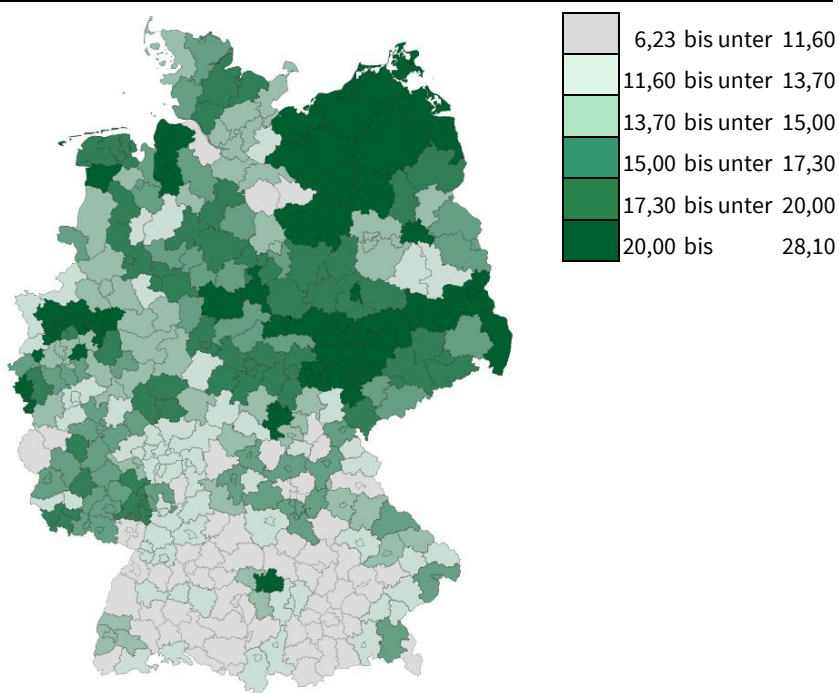 6,23 bis unter 11,60
11,60 bis unter 13,70
13,70 bis unter 15,00
15,00 bis unter 17,30
17,30 bis unter 20,00
20,00 bis 28,10